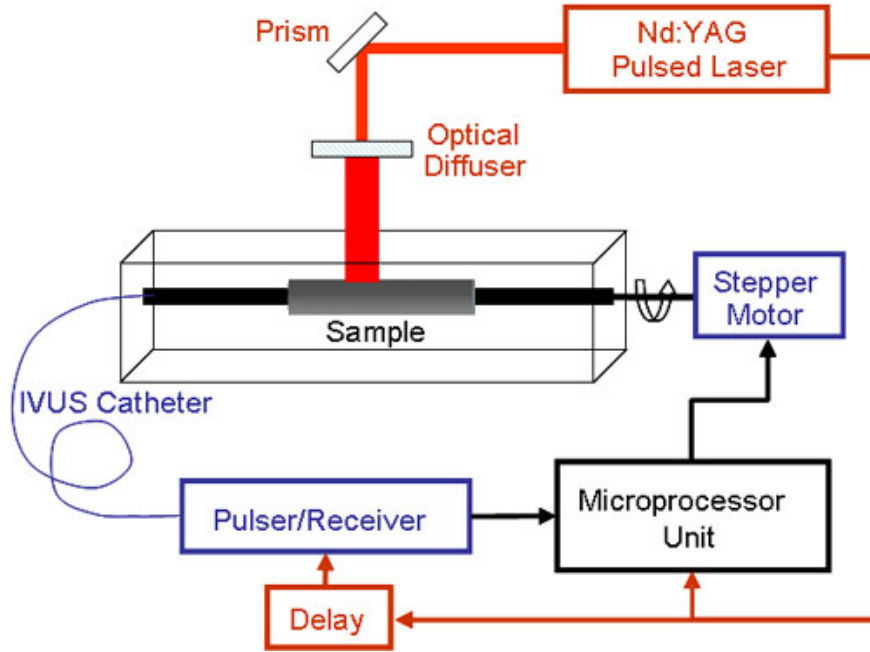 Prism
Nd:YAG
Pulsed Laser
Optical
Diffuser
Stepper
Motor
Sample
IVUS Catheter
Pulser/Receiver
Microprocessor
Unit
Delay